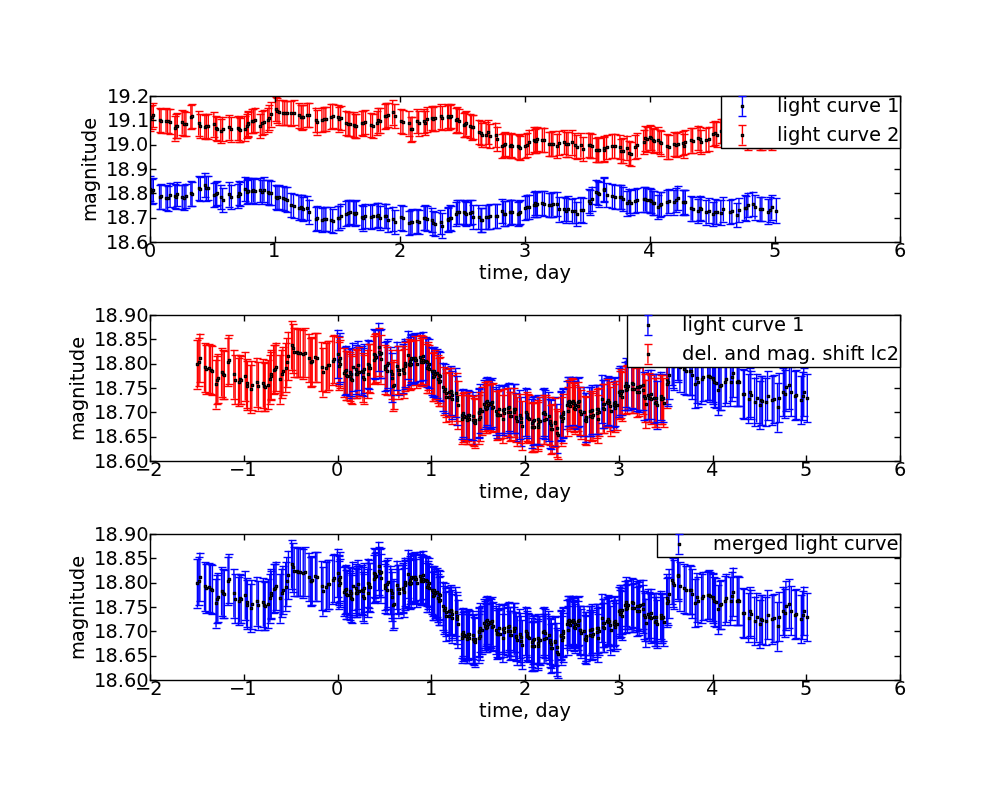 19.2
19.1
19.0
18.9
18.8
18.7
18.6
magnitude
light curve 1
light curve 2
0 1 2 3 4 5 6
time, day
18.90
18.85
18.80
18.75
18.70
18.65
18.60
magnitude
light curve 1
del. and mag. shift lc2
−2 −1 0 1 2 3 4 5 6
time, day
18.90
18.85
18.80
18.75
18.70
18.65
18.60
magnitude
merged light curve
−2 −1 0 1 2 3 4 5 6
time, day